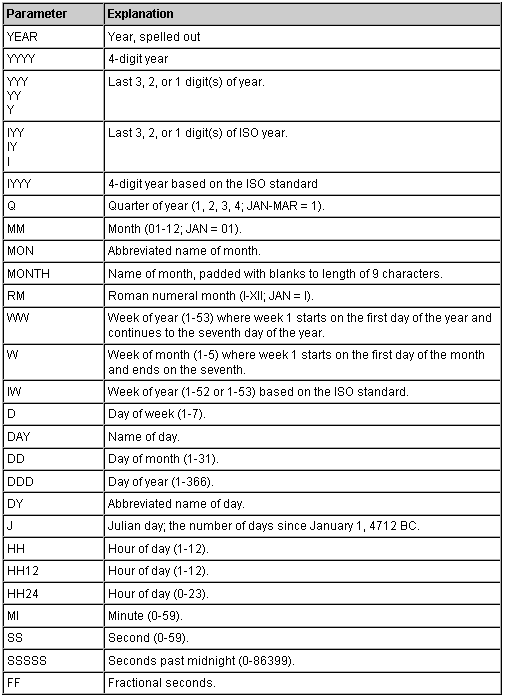 Parameter Explanation
YEAR Year, spelled out
YYYY 4-digit year
YYY Last 3, 2, or 1 digit(s) of year.
YY
Y
IYY Last 3, 2, or 1 digit(s) of ISO year.
IY
I
IYYY 4-digit year based on the ISO standard
Q Quarter of year (1, 2, 3, 4; JAN-MAR = 1).
MM Month (01-12; JAN = 01).
MON Abbreviated name of month.
MONTH Name of month, padded with blanks to length of 9 characters.
RM Roman numeral month (I-XII; JAN = I).
WW Week of year (1-53) where week 1 starts on the first day of the year and
continues to the seventh day of the year.
W Week of month (1-5) where week 1 starts on the first day of the month
and ends on the seventh.
IW Week of year (1-52 or 1-53) based on the ISO standard.
D Day of week (1-7).
DAY Name of day.
DD Day of month (1-31).
DDD Day of year (1-366).
DY Abbreviated name of day.
J Julian day; the number of days since January 1, 4712 BC.
HH Hour of day (1-12).
HH12 Hour of day (1-12).
HH24 Hour of day (0-23).
MI Minute (0-59).
SS Second (0-59).
SSSSS Seconds past midnight (0-86399).
FF Fractional seconds.